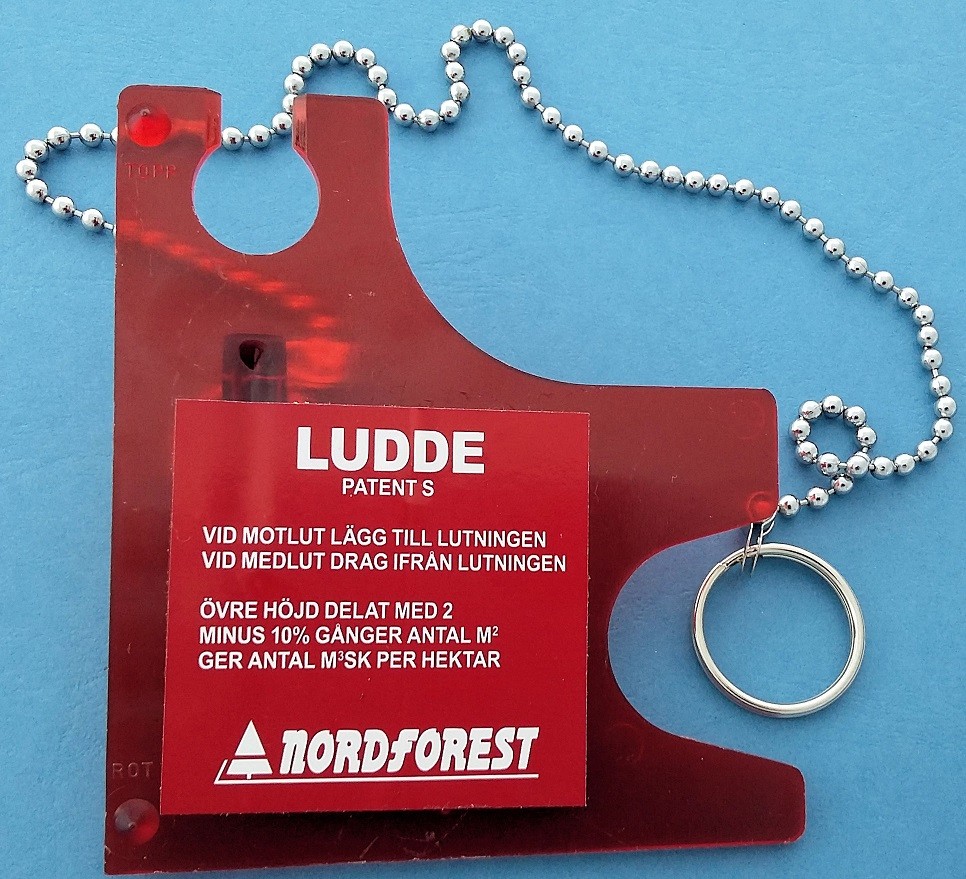 TOPP
LUDDE
PATENT S
VID MOTLUT LÄGG TILL LUTNINGEN
VID MEDLUT DRAG IFRÅN LUTNINGEN
ÖVRE HÖJD DELAT MED 2
MINUS 10% GÅNGER ANTAL M²
GER ANTAL M³SK PER HEKTAR
NORDFOREST
ROT